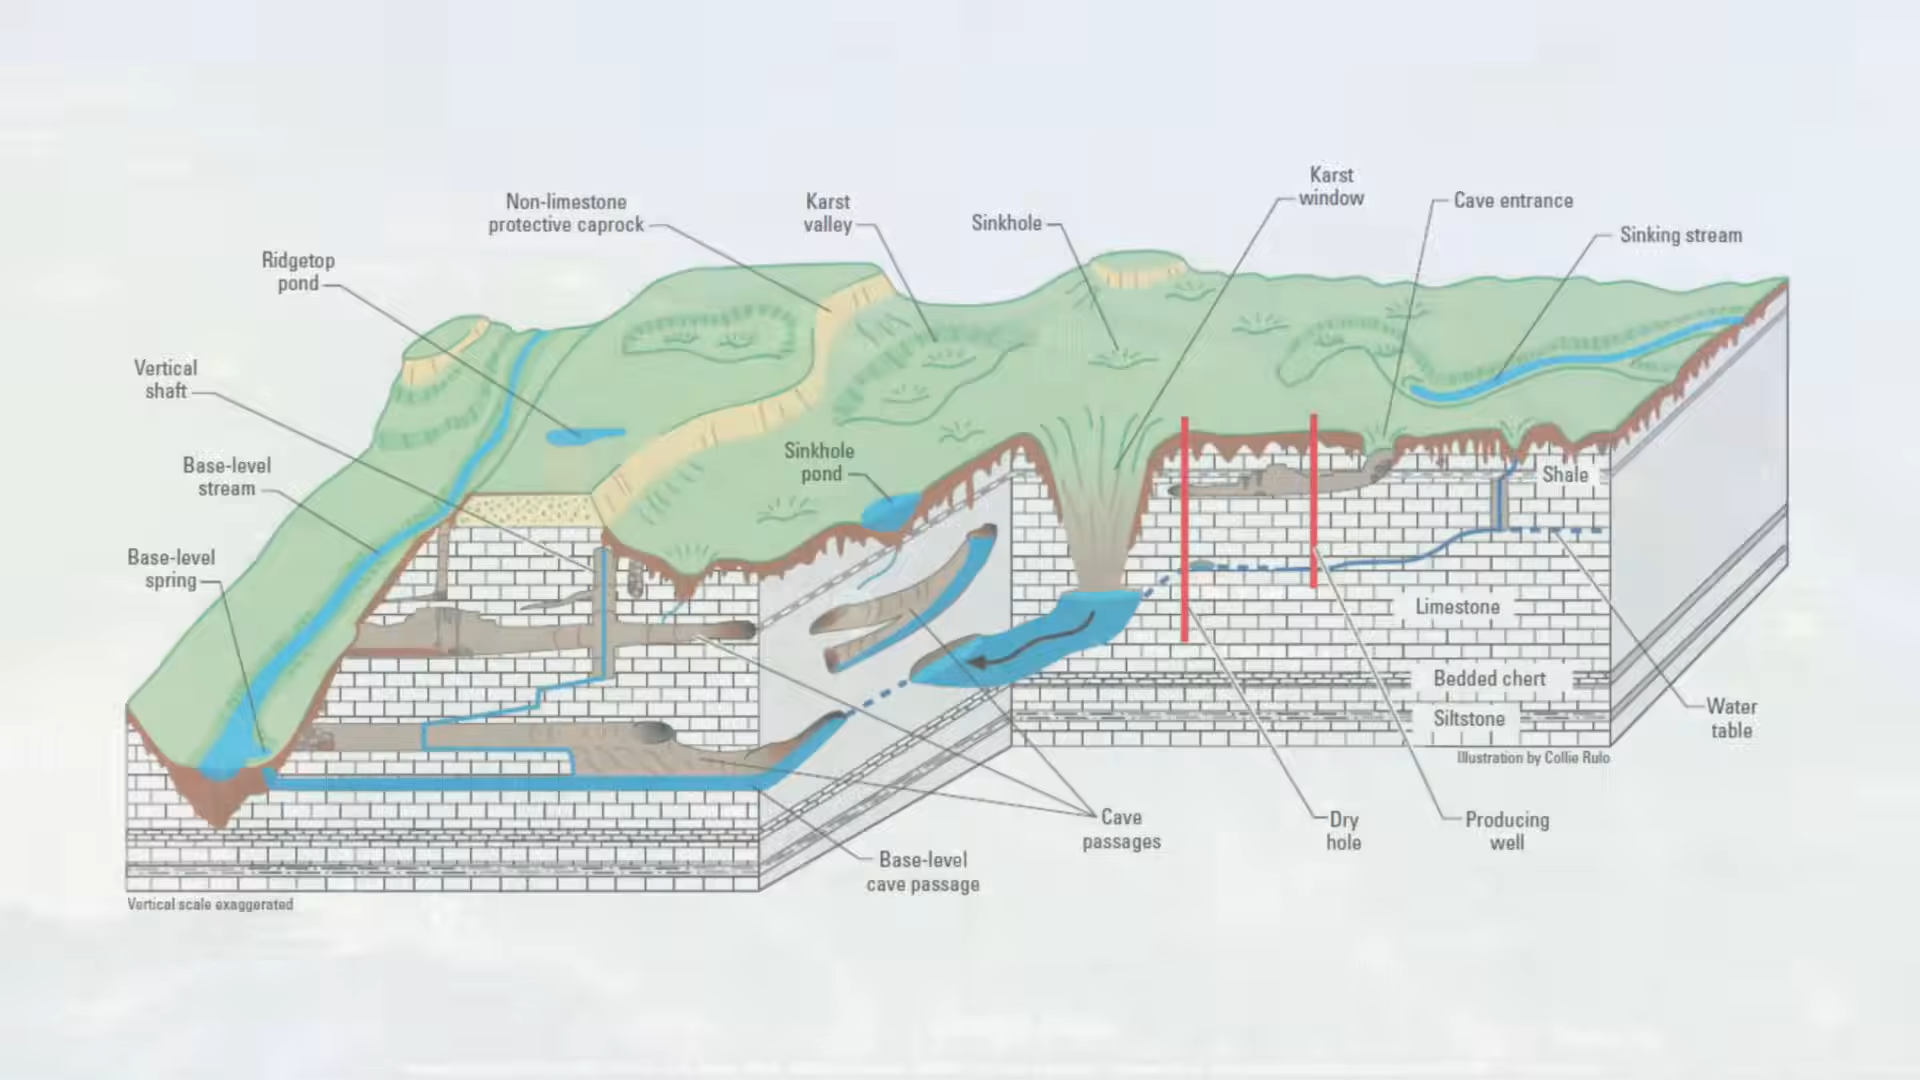 Karst
window
Cave entrance
Non-limestone
protective caprock
Karst
valley
Sinkhole
Sinking stream
Ridgetop
pond
Vertical
shaft
Sinkhole
pond
Base-level
stream
Shale
Base-level
spring
Limestone
Bedded chert
Siltstone
Water
table
Illustration by Collie Rulo
Cave
passages
Dry
hole
Producing
well
Base-level
cave passage
Vertical scale exaggerated